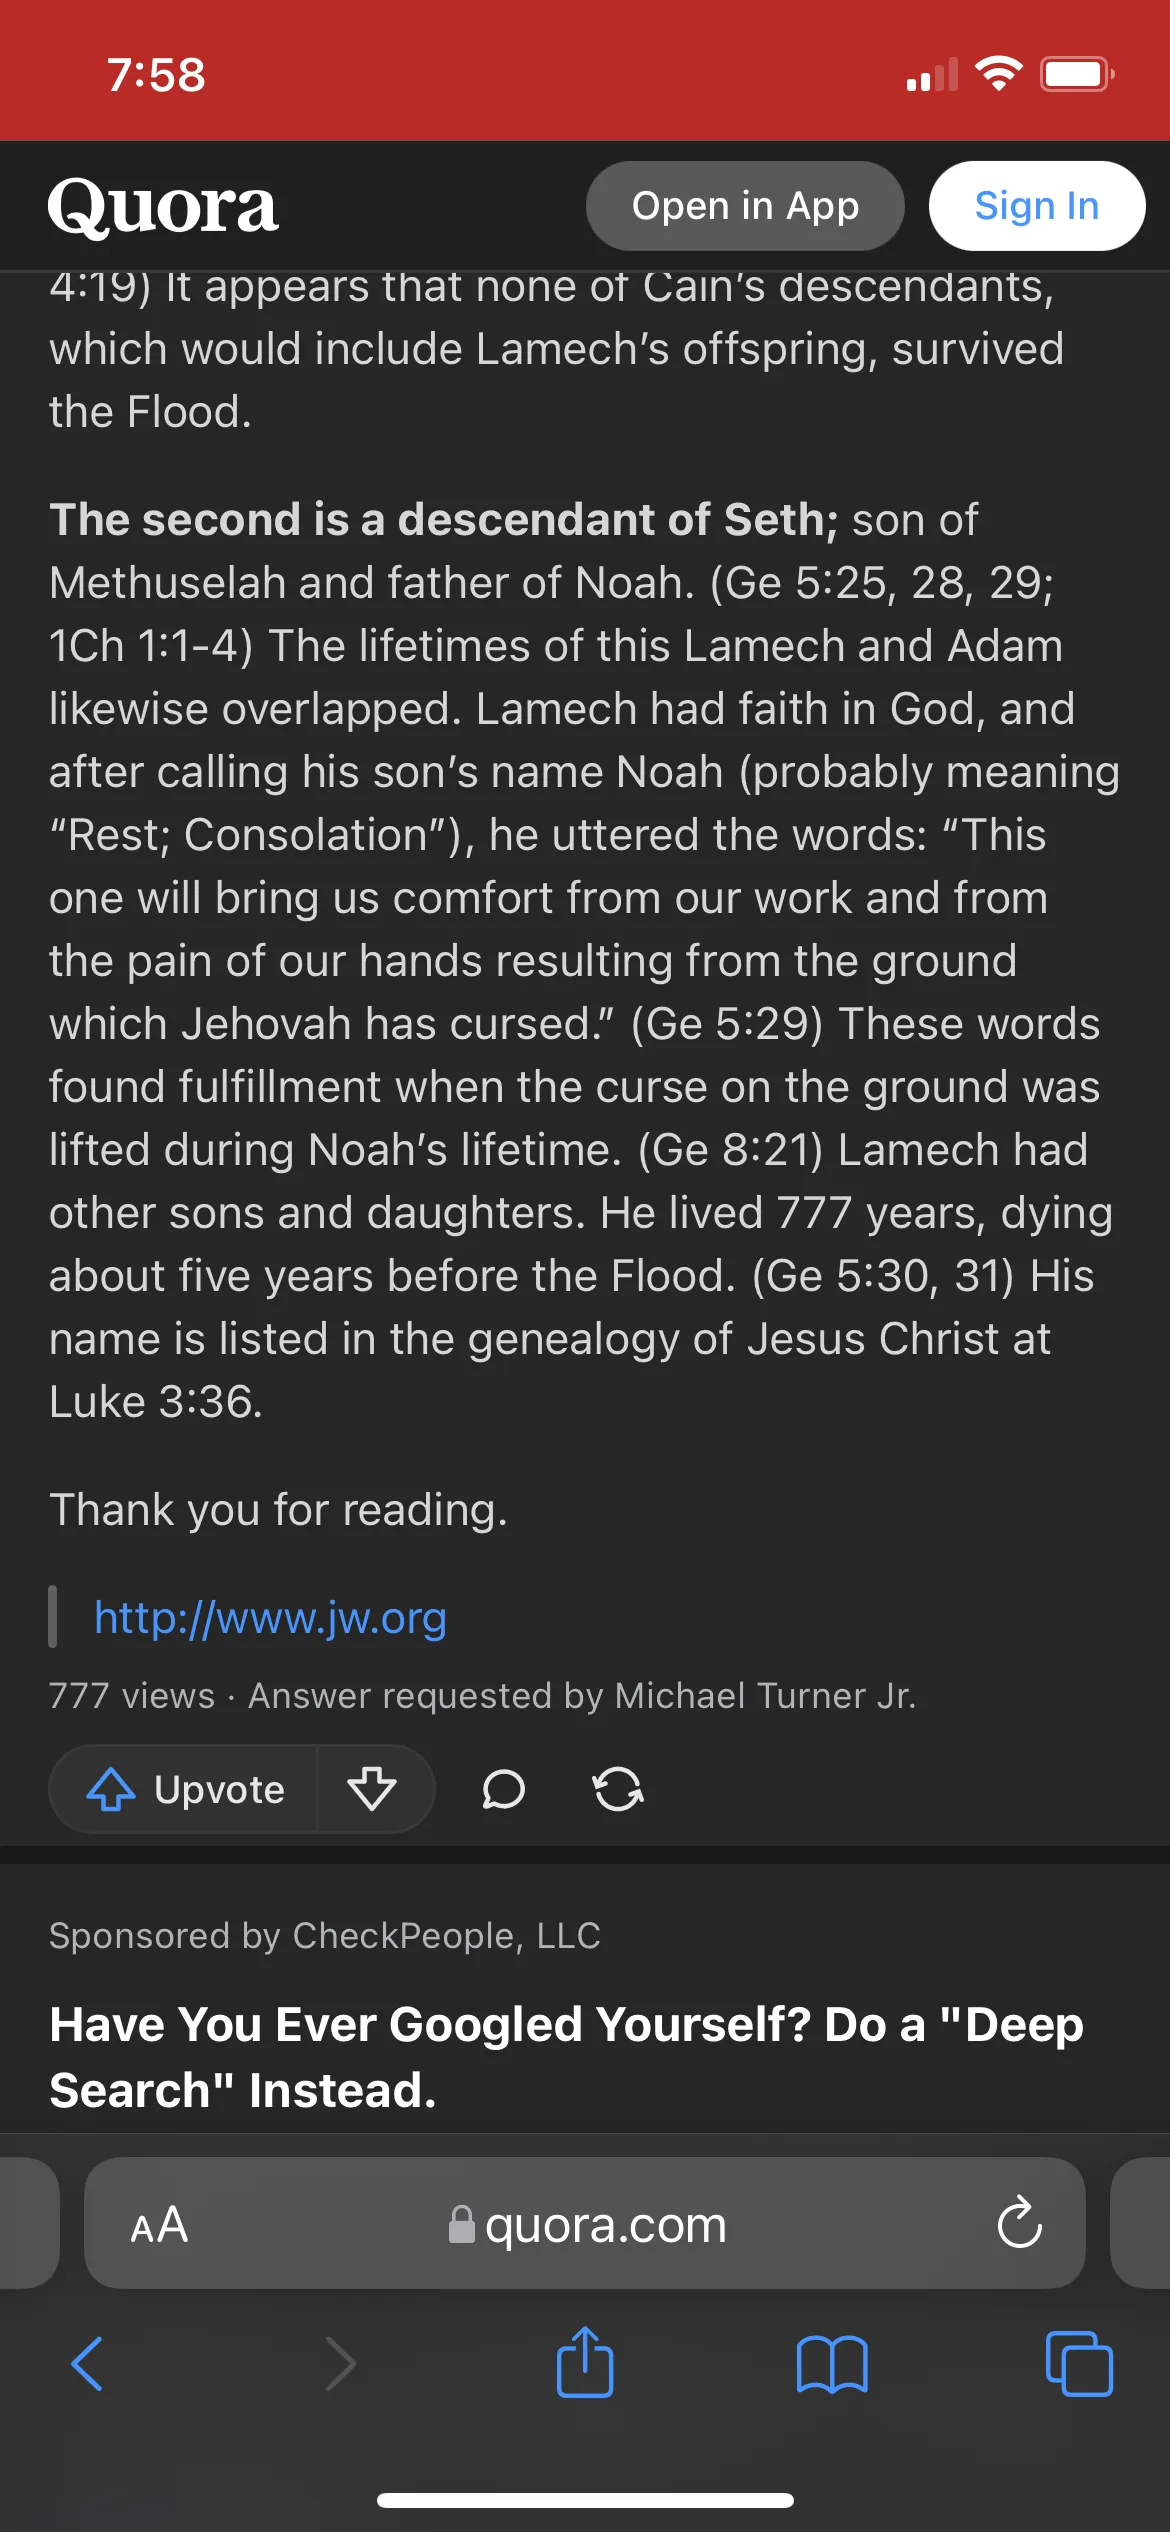 7:58
Quora
Open in App
Sign In
4:19) It appears that none of Cain’s descendants,
which would include Lamech’s offspring, survived
the Flood.
The second is a descendant of Seth; son of
Methuselah and father of Noah. (Ge 5:25, 28, 29;
1Ch 1:1-4) The lifetimes of this Lamech and Adam
likewise overlapped. Lamech had faith in God, and
after calling his son’s name Noah (probably meaning
“Rest; Consolation”), he uttered the words: “This
one will bring us comfort from our work and from
the pain of our hands resulting from the ground
which Jehovah has cursed.” (Ge 5:29) These words
found fulfillment when the curse on the ground was
lifted during Noah’s lifetime. (Ge 8:21) Lamech had
other sons and daughters. He lived 777 years, dying
about five years before the Flood. (Ge 5:30, 31) His
name is listed in the genealogy of Jesus Christ at
Luke 3:36.
Thank you for reading.
http://www.jw.org
777 views · Answer requested by Michael Turner Jr.
Upvote
Sponsored by CheckPeople, LLC
Have You Ever Googled Yourself? Do a "Deep
Search" Instead.
AA
quora.com